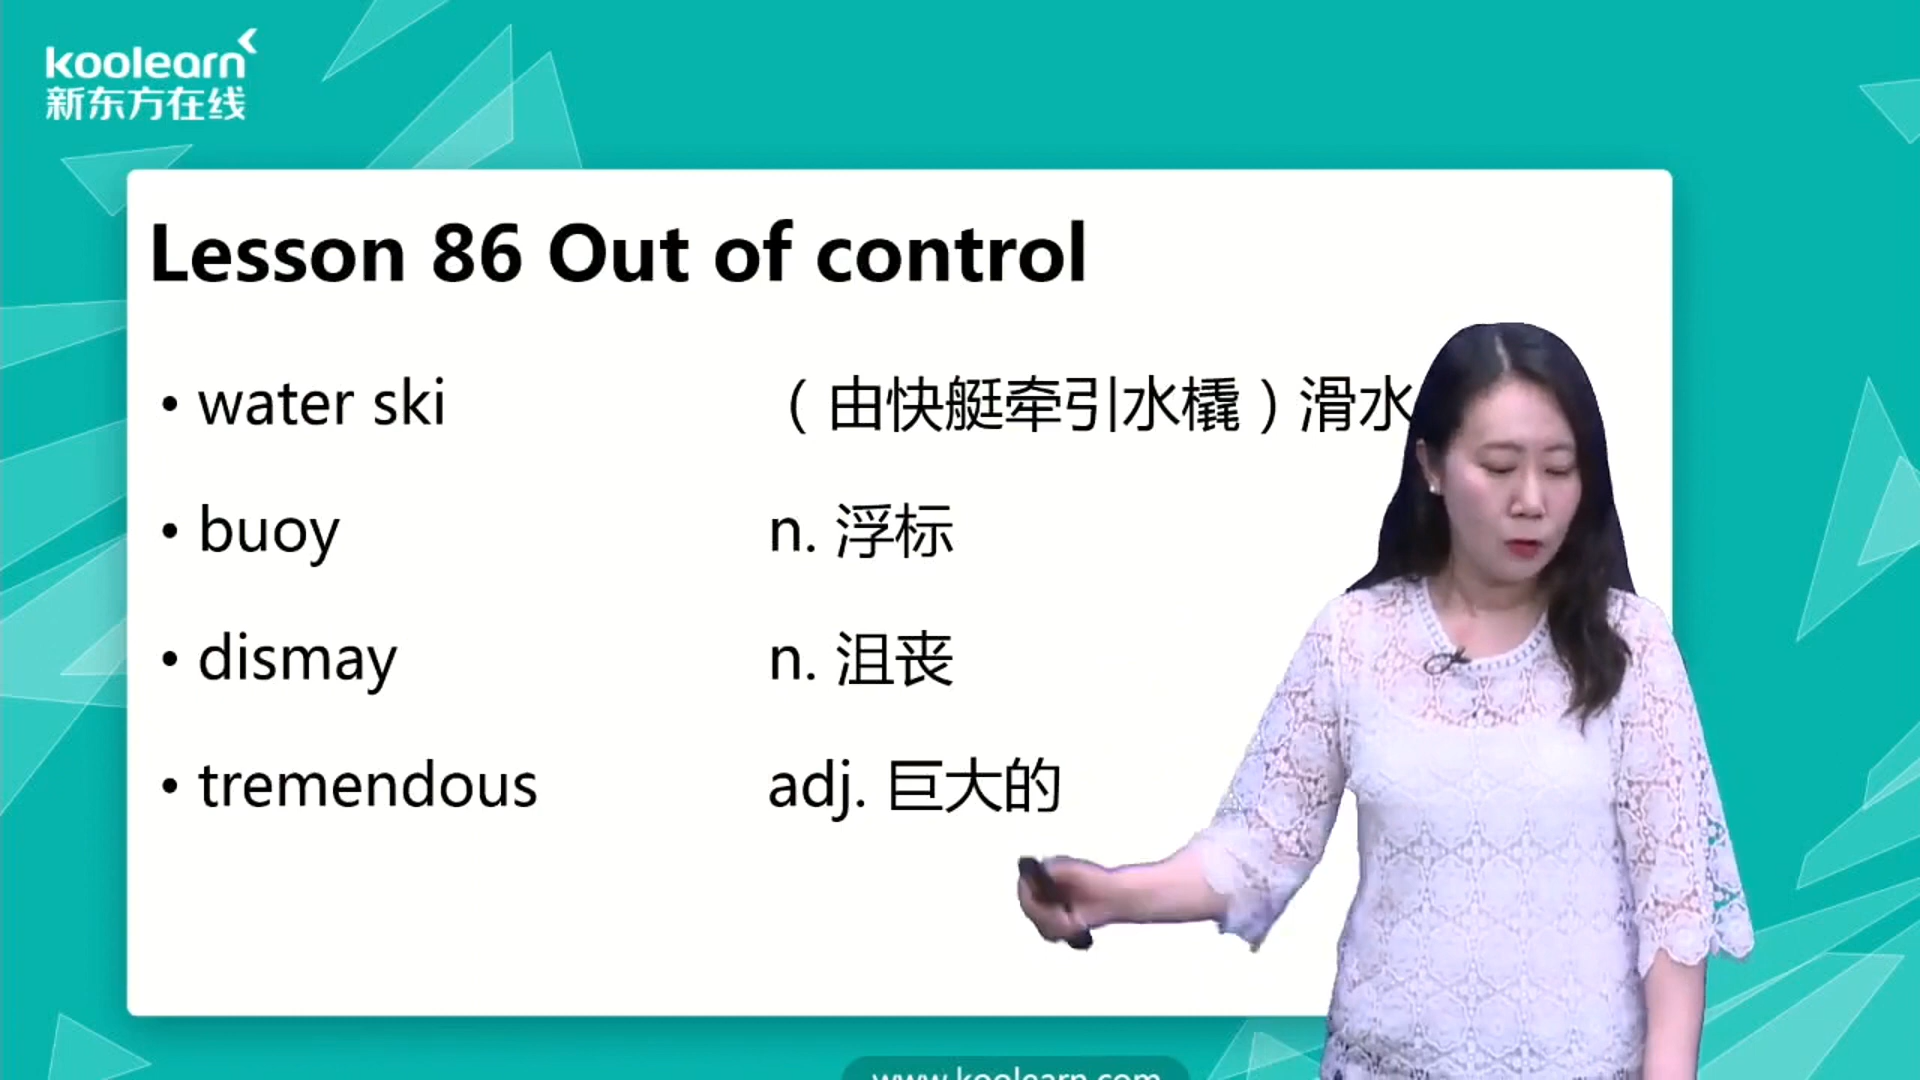 koolearn
新东方在线
Lesson 86 Out of control
• water ski （由快艇牵引水橇）滑水
• buoy n. 浮标
• dismay n. 沮丧
• tremendous adj. 巨大的
www.koolearn.com